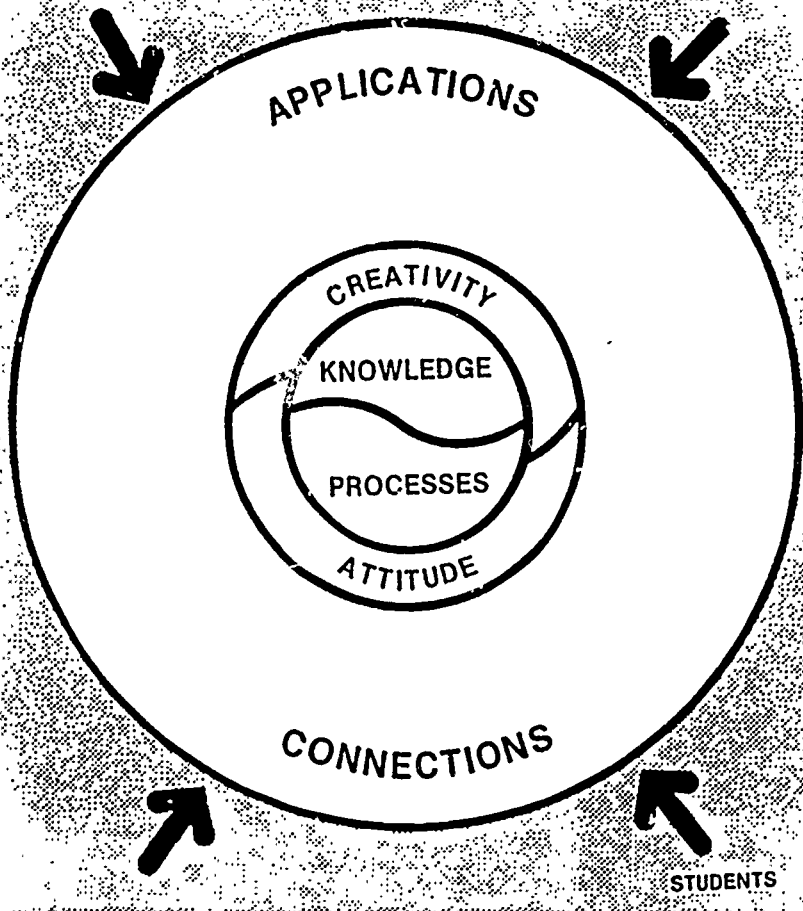 APPLICATIONS
CREATIVITY
KNOWLEDGE
PROCESSES
ATTITUDE
CONNECTIONS
STUDENTS